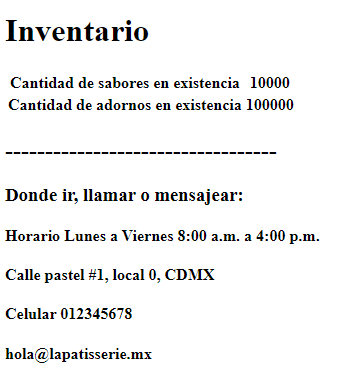 Inventario
Cantidad de sabores en existencia 10000
Cantidad de adornos en existencia 100000
----------------------------------
Donde ir, llamar o mensajear:
Horario Lunes a Viernes 8:00 a.m. a 4:00 p.m.
Calle pastel #1, local 0, CDMX
Celular 012345678
hola@lapatisserie.mx